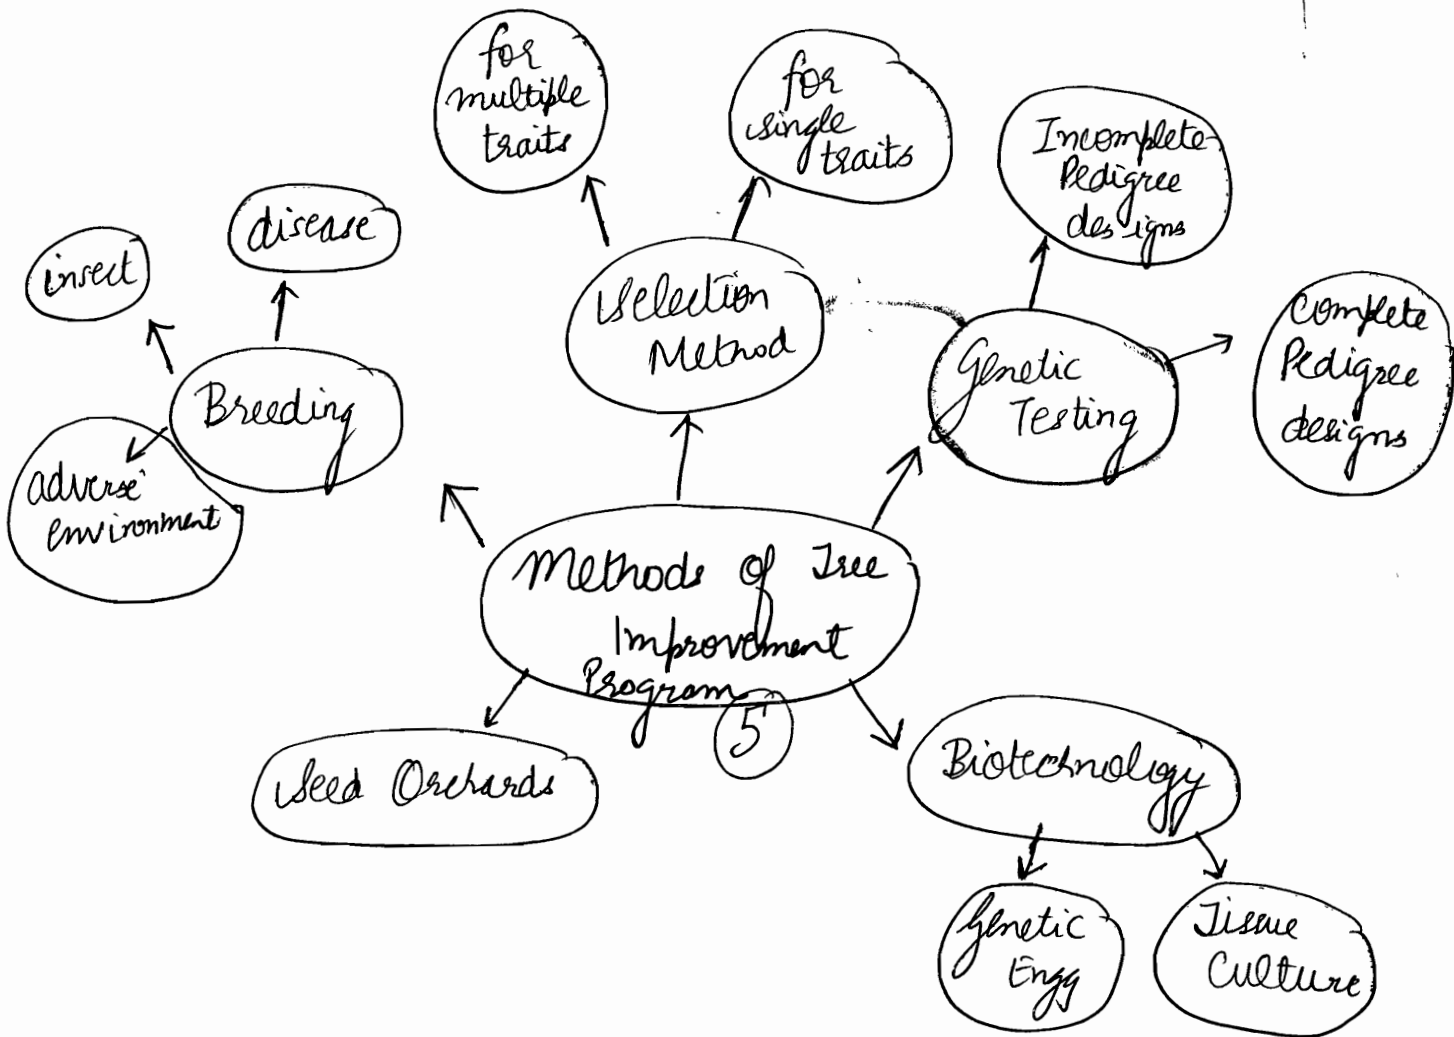 for
multiple
traits
for
single
traits
Incomplete
Pedigree
designs
disease
insect
Selection
Method
Complete
Pedigree
designs
Genetic
Testing
Breeding
adverse
environment
Methods of Tree
Improvement
Program
5
Seed Orchards
Biotechnology
Genetic
Engg
Tissue
Culture